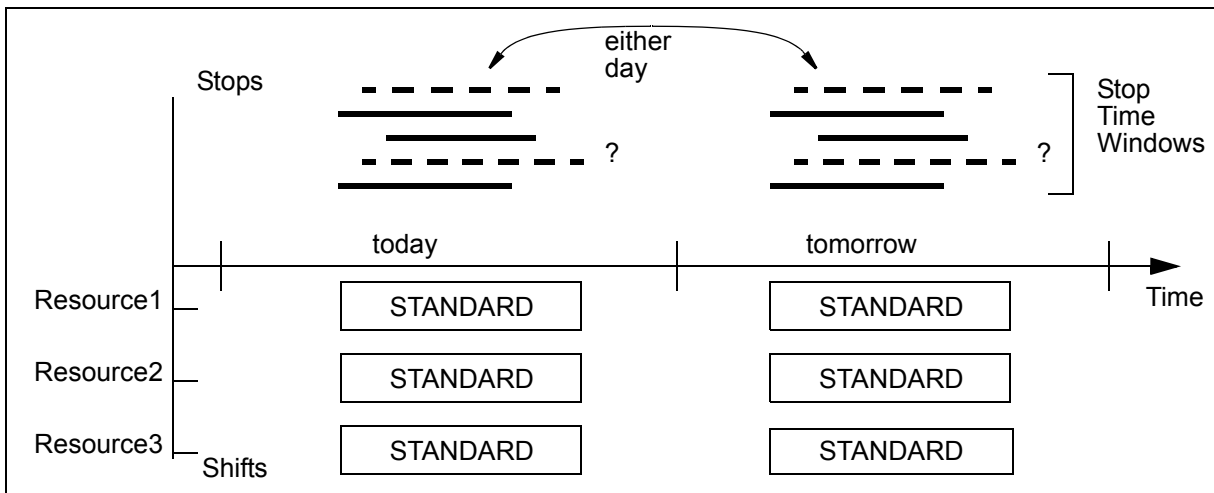 either
day
Stops
Stop
Time
Windows
?
?
today
tomorrow
Time
Resource1
STANDARD
STANDARD
Resource2
STANDARD
STANDARD
Resource3
STANDARD
STANDARD
Shifts